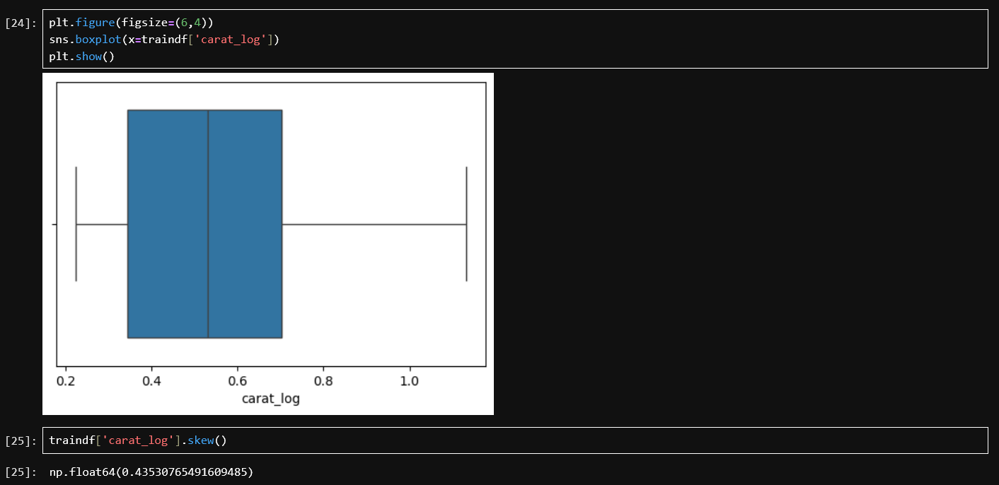 [24]: plt.figure(figsize=(6,4))
sns.boxplot(x=traindf['carat_log'])
plt.show()
0.2 0.4 0.6 0.8 1.0
carat_log
[25]: traindf['carat_log'].skew()
[25]: np.float64(0.43530765491609485)